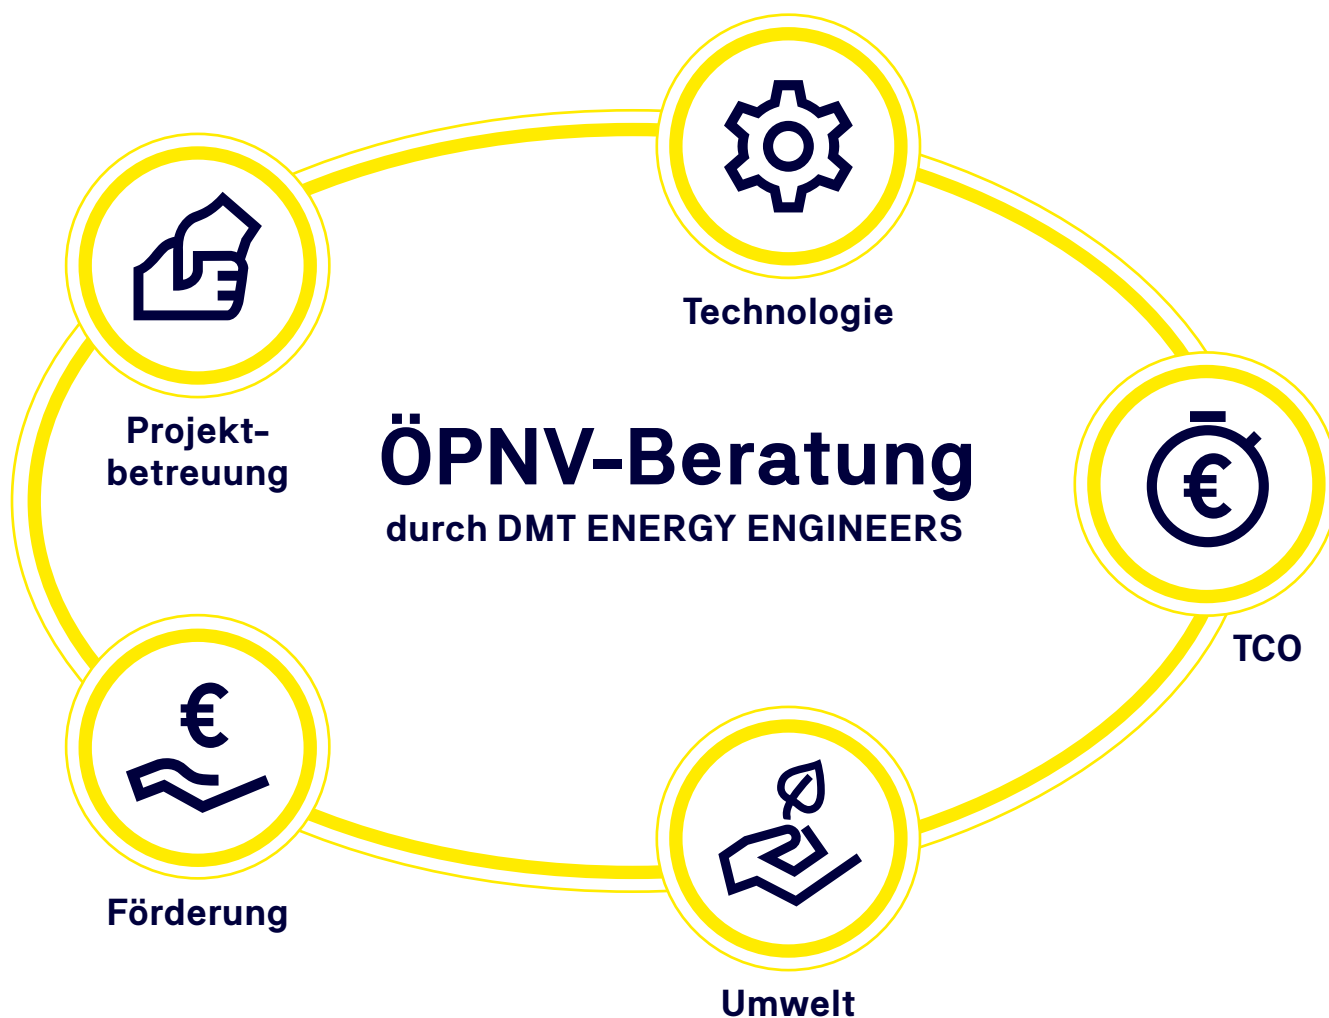 Technologie
Projekt-
betreuung
ÖPNV-Beratung
durch DMT ENERGY ENGINEERS
€
TCO
€
Förderung
Umwelt